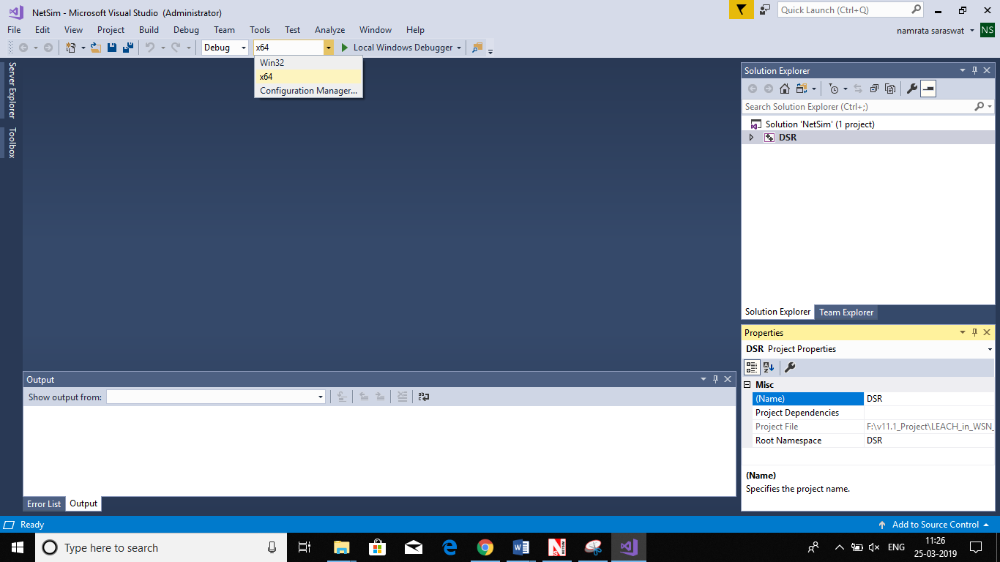 NetSim - Microsoft Visual Studio (Administrator)
Quick Launch (Ctrl+Q)
File Edit View Project Build Debug Team Tools Test Analyze Window Help
namrata saraswat NS
Debug x64 Local Windows Debugger
Win32
x64
Configuration Manager...
Server Explorer
Toolbox
Solution Explorer
Search Solution Explorer (Ctrl+;)
Solution 'NetSim' (1 project)
DSR
Solution Explorer Team Explorer
Properties
DSR Project Properties
Misc
(Name) DSR
Project Dependencies
Project File F:\v11.1_Project\LEACH_in_WSN_
Root Namespace DSR
(Name)
Specifies the project name.
Output
Show output from:
Error List Output
Ready
Add to Source Control
Type here to search
ENG
11:26
25-03-2019